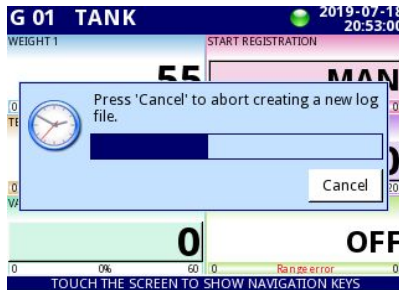 G 01 TANK
2019-07-18
20:53:00
WEIGHT 1
START REGISTRATION
55
MAN
Press 'Cancel' to abort creating a new log
file.
Cancel
0
OFF
0 0% 60
0 Range error 0
TOUCH THE SCREEN TO SHOW NAVIGATION KEYS